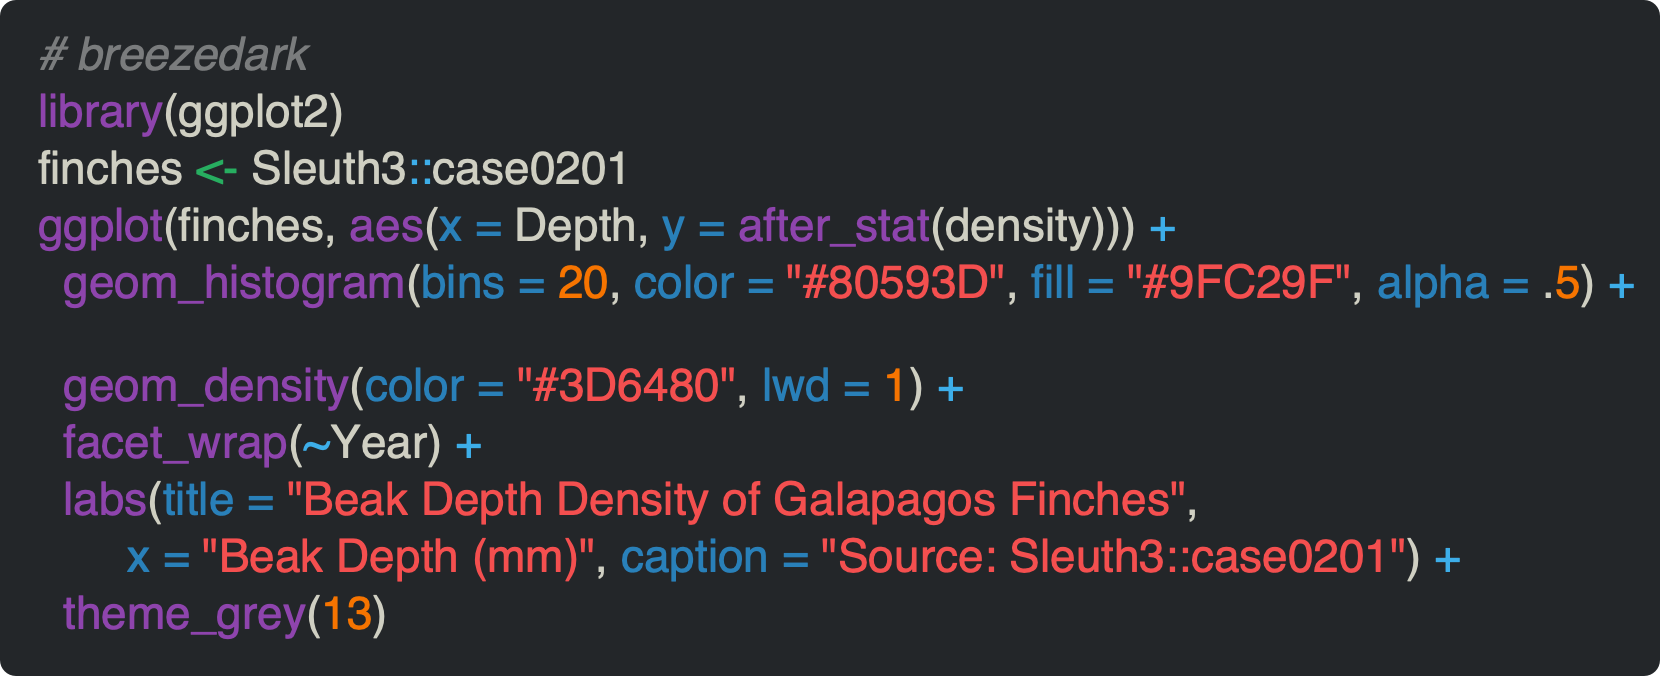 # breezedark
library(ggplot2)
finches <- Sleuth3::case0201
ggplot(finches, aes(x = Depth, y = after_stat(density))) +
  geom_histogram(bins = 20, color = "#80593D", fill = "#9FC29F", alpha = .5) +
  geom_density(color = "#3D6480", lwd = 1) +
  facet_wrap(~Year) +
  labs(title = "Beak Depth Density of Galapagos Finches",
       x = "Beak Depth (mm)", caption = "Source: Sleuth3::case0201") +
  theme_grey(13)